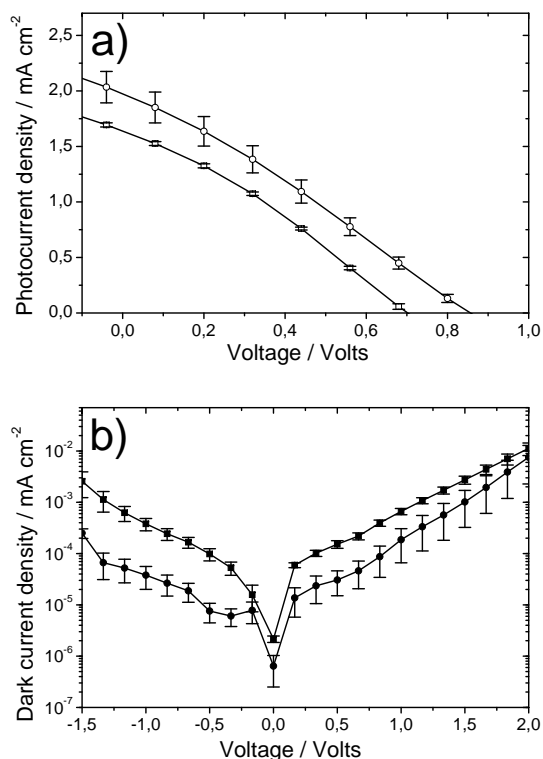 a)
2,5
2,0
1,5
1,0
0,5
0,0
Photocurrent density / mA cm⁻²
0,0 0,2 0,4 0,6 0,8 1,0
Voltage / Volts
b)
10⁻²
10⁻³
10⁻⁴
10⁻⁵
10⁻⁶
10⁻⁷
Dark current density / mA cm⁻²
-1,5 -1,0 -0,5 0,0 0,5 1,0 1,5 2,0
Voltage / Volts